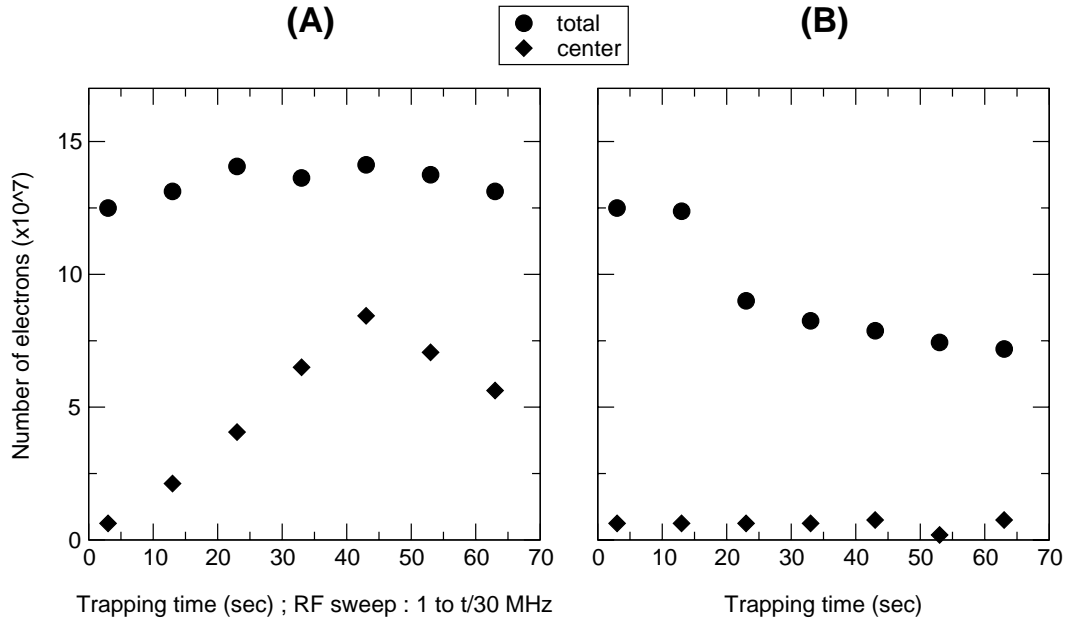 (A)
total
center
(B)
Number of electrons (x10^7)
15
10
5
0
0 10 20 30 40 50 60 70
0 10 20 30 40 50 60 70
Trapping time (sec) ; RF sweep : 1 to t/30 MHz
Trapping time (sec)